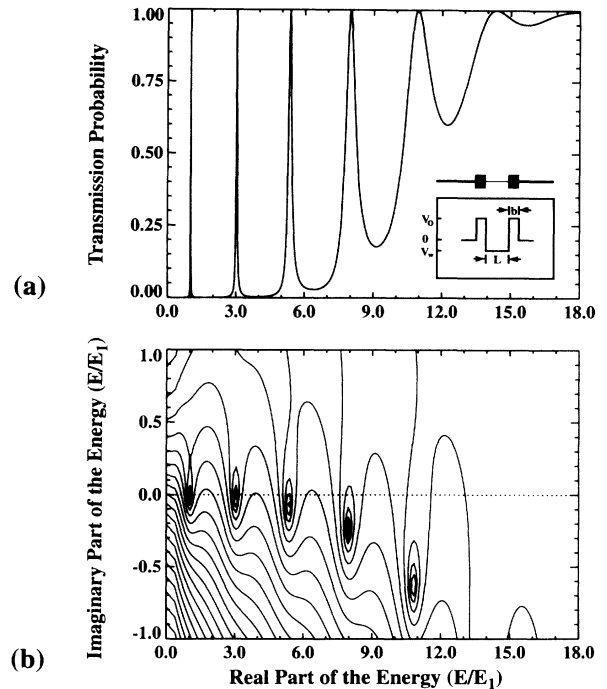 (a)
Transmission Probability
1.00
0.75
0.50
0.25
0.00
0.0 3.0 6.0 9.0 12.0 15.0 18.0
V₀
0
Vw
b
L
(b)
Imaginary Part of the Energy (E/E₁)
1.0
0.5
0.0
-0.5
-1.0
0.0 3.0 6.0 9.0 12.0 15.0 18.0
Real Part of the Energy (E/E₁)